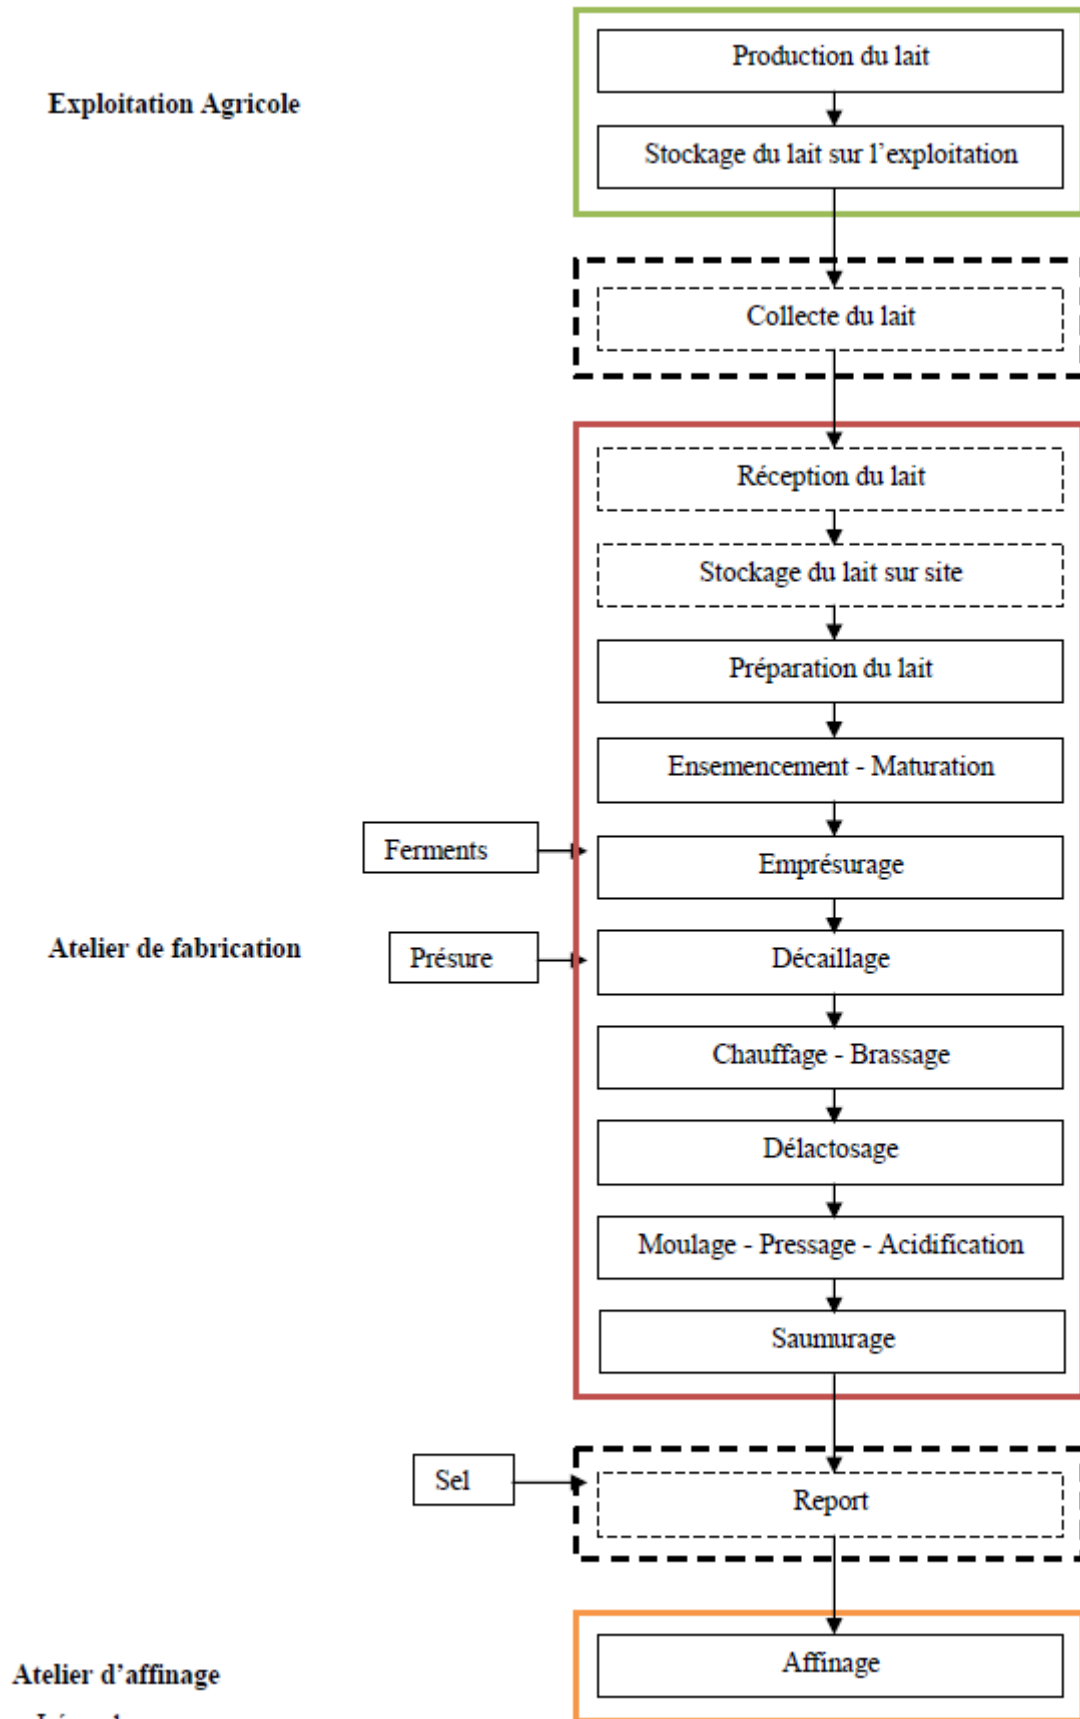 Production du lait
Exploitation Agricole
Stockage du lait sur l'exploitation
Collecte du lait
Réception du lait
Stockage du lait sur site
Préparation du lait
Ensemencement - Maturation
Ferments
Emprésurage
Atelier de fabrication
Présure
Décaillage
Chauffage - Brassage
Délactosage
Moulage - Pressage - Acidification
Saumurage
Sel
Report
Affinage
Atelier d'affinage